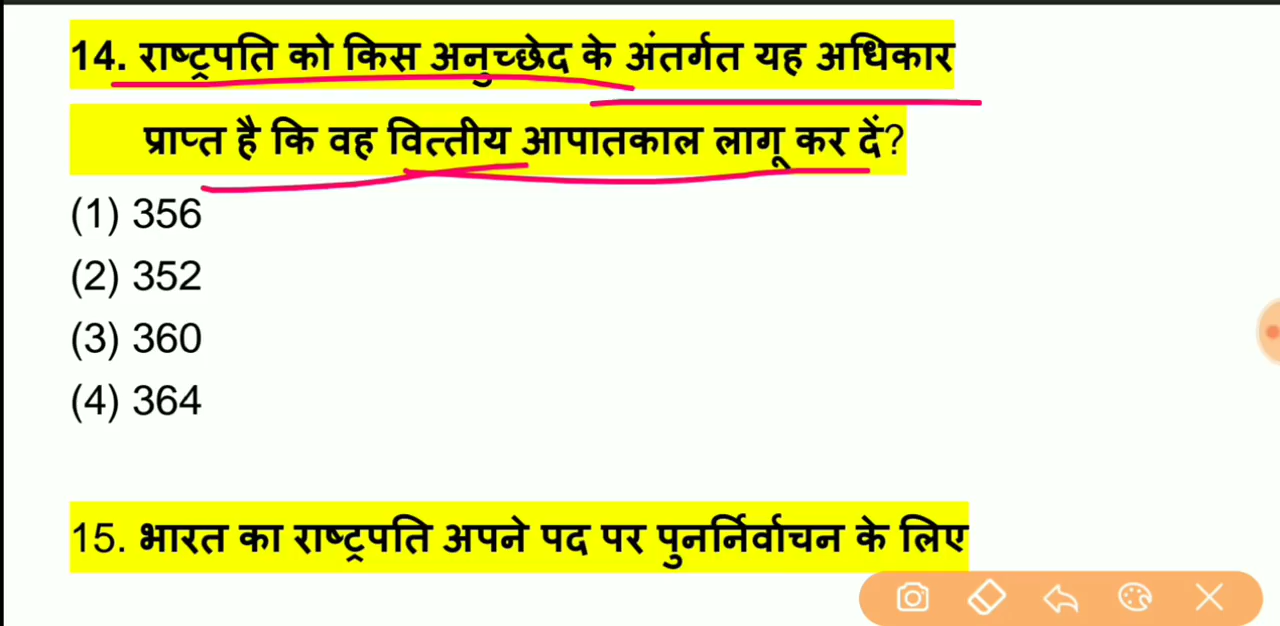 14. राष्ट्रपति को किस अनुच्छेद के अंतर्गत यह अधिकार
प्राप्त है कि वह वित्तीय आपातकाल लागू कर दें?
(1) 356
(2) 352
(3) 360
(4) 364
15. भारत का राष्ट्रपति अपने पद पर पुनर्निर्वाचन के लिए